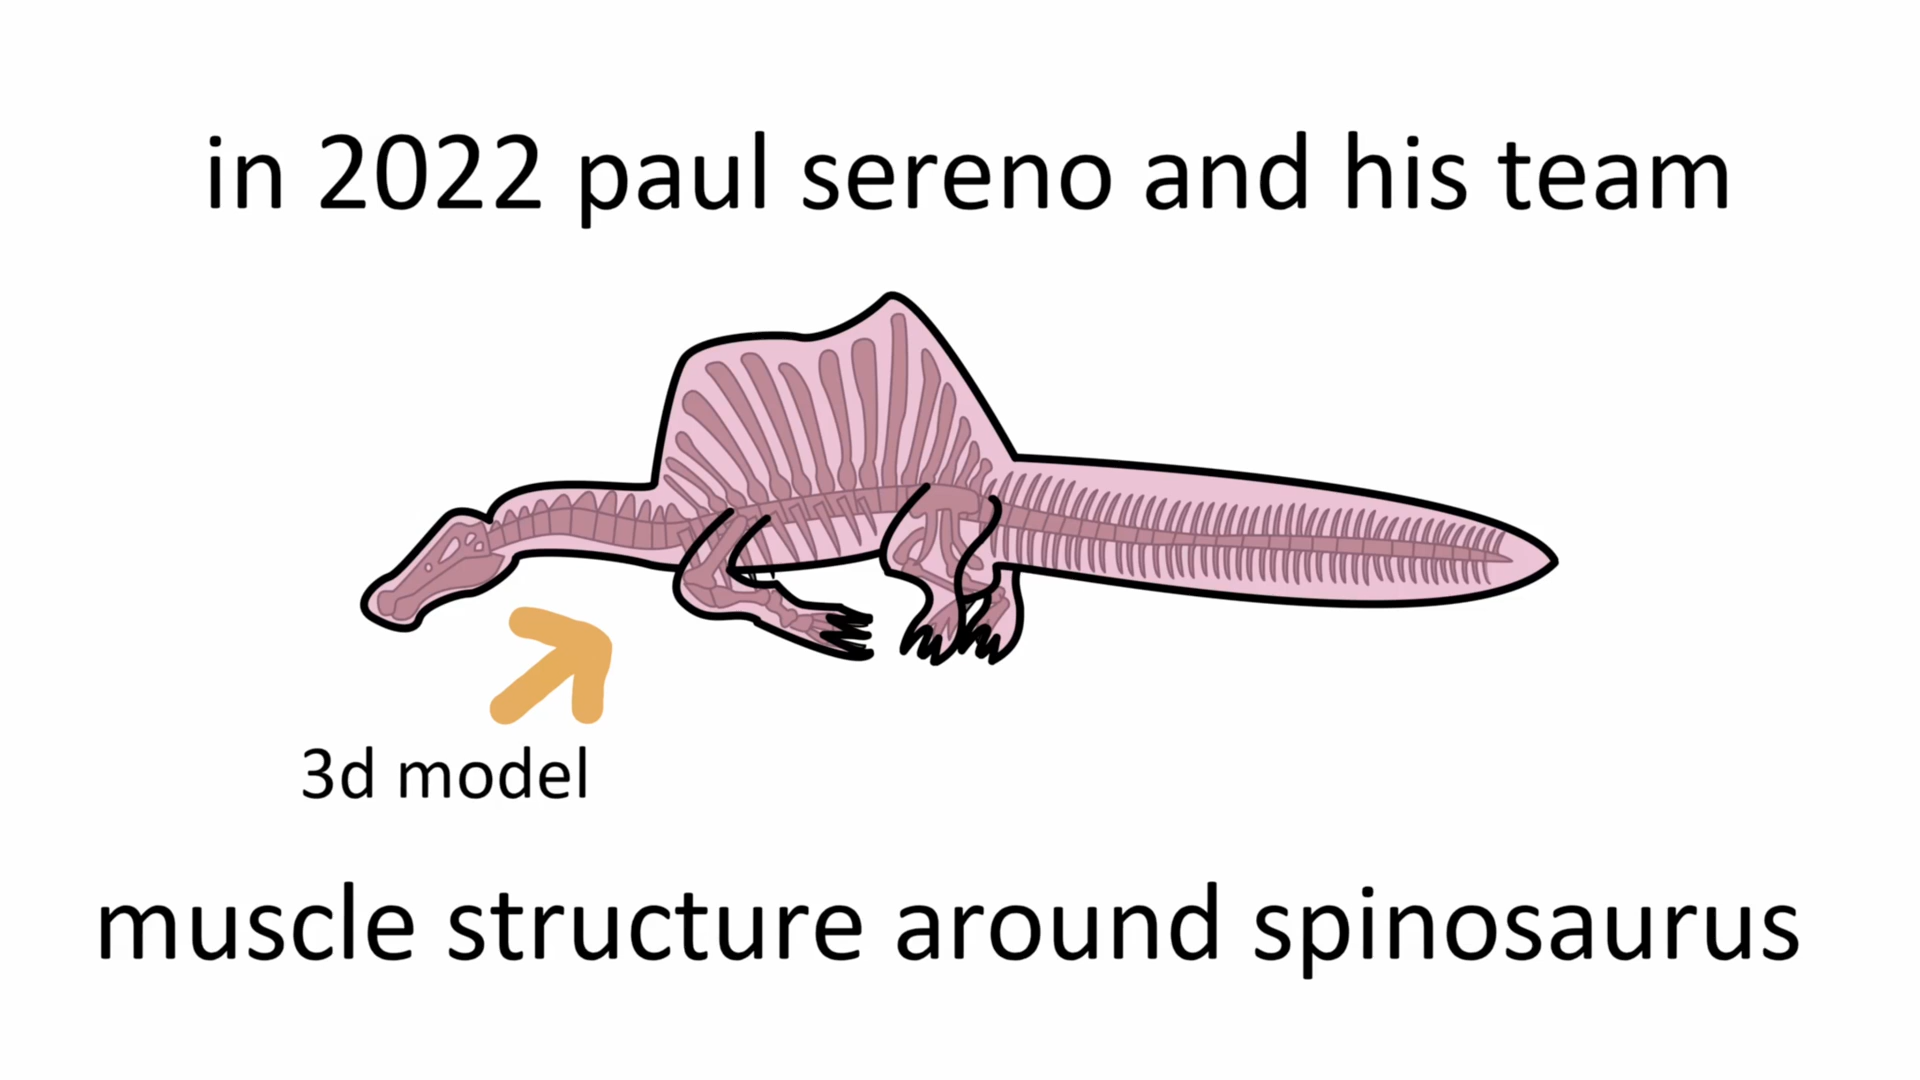 in 2022 paul sereno and his team
3d model
muscle structure around spinosaurus